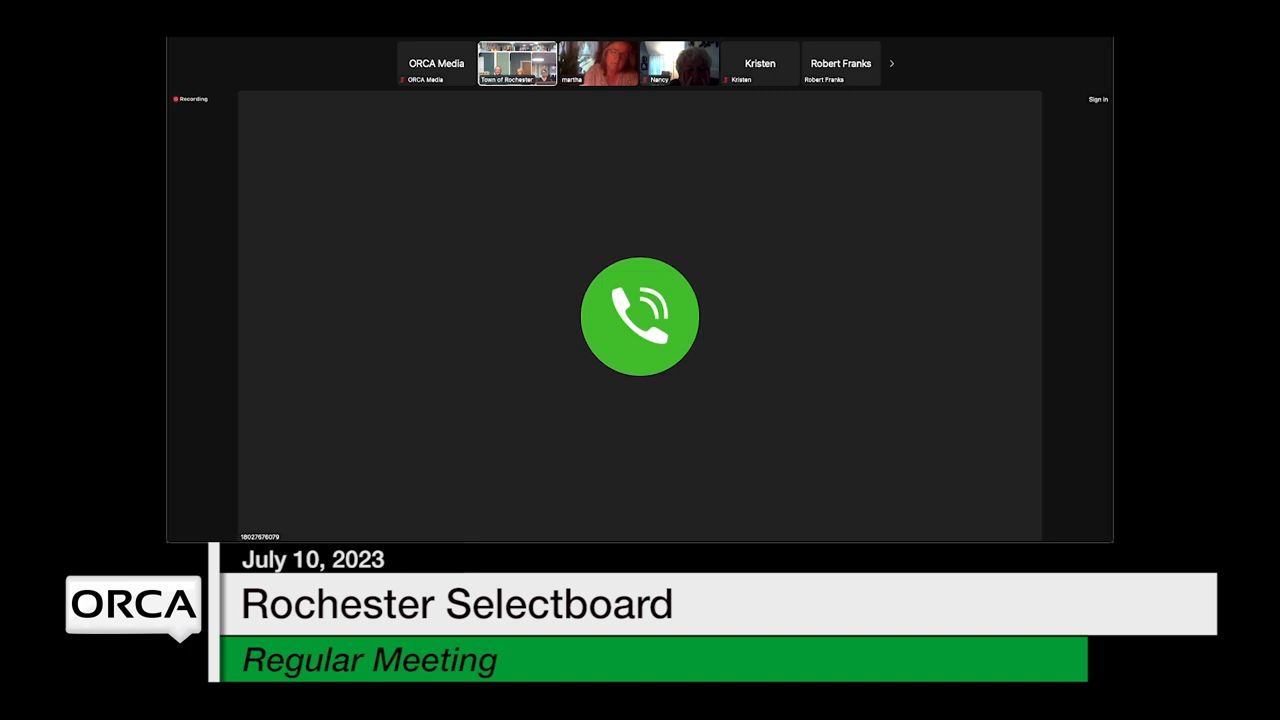 ORCA Media
Kristen
Robert Franks
ORCA Media
Town of Rochester
martha
Nancy
Kristen
Robert Franks
Recording
Sign in
18027676079
July 10, 2023
ORCA
Rochester Selectboard
Regular Meeting